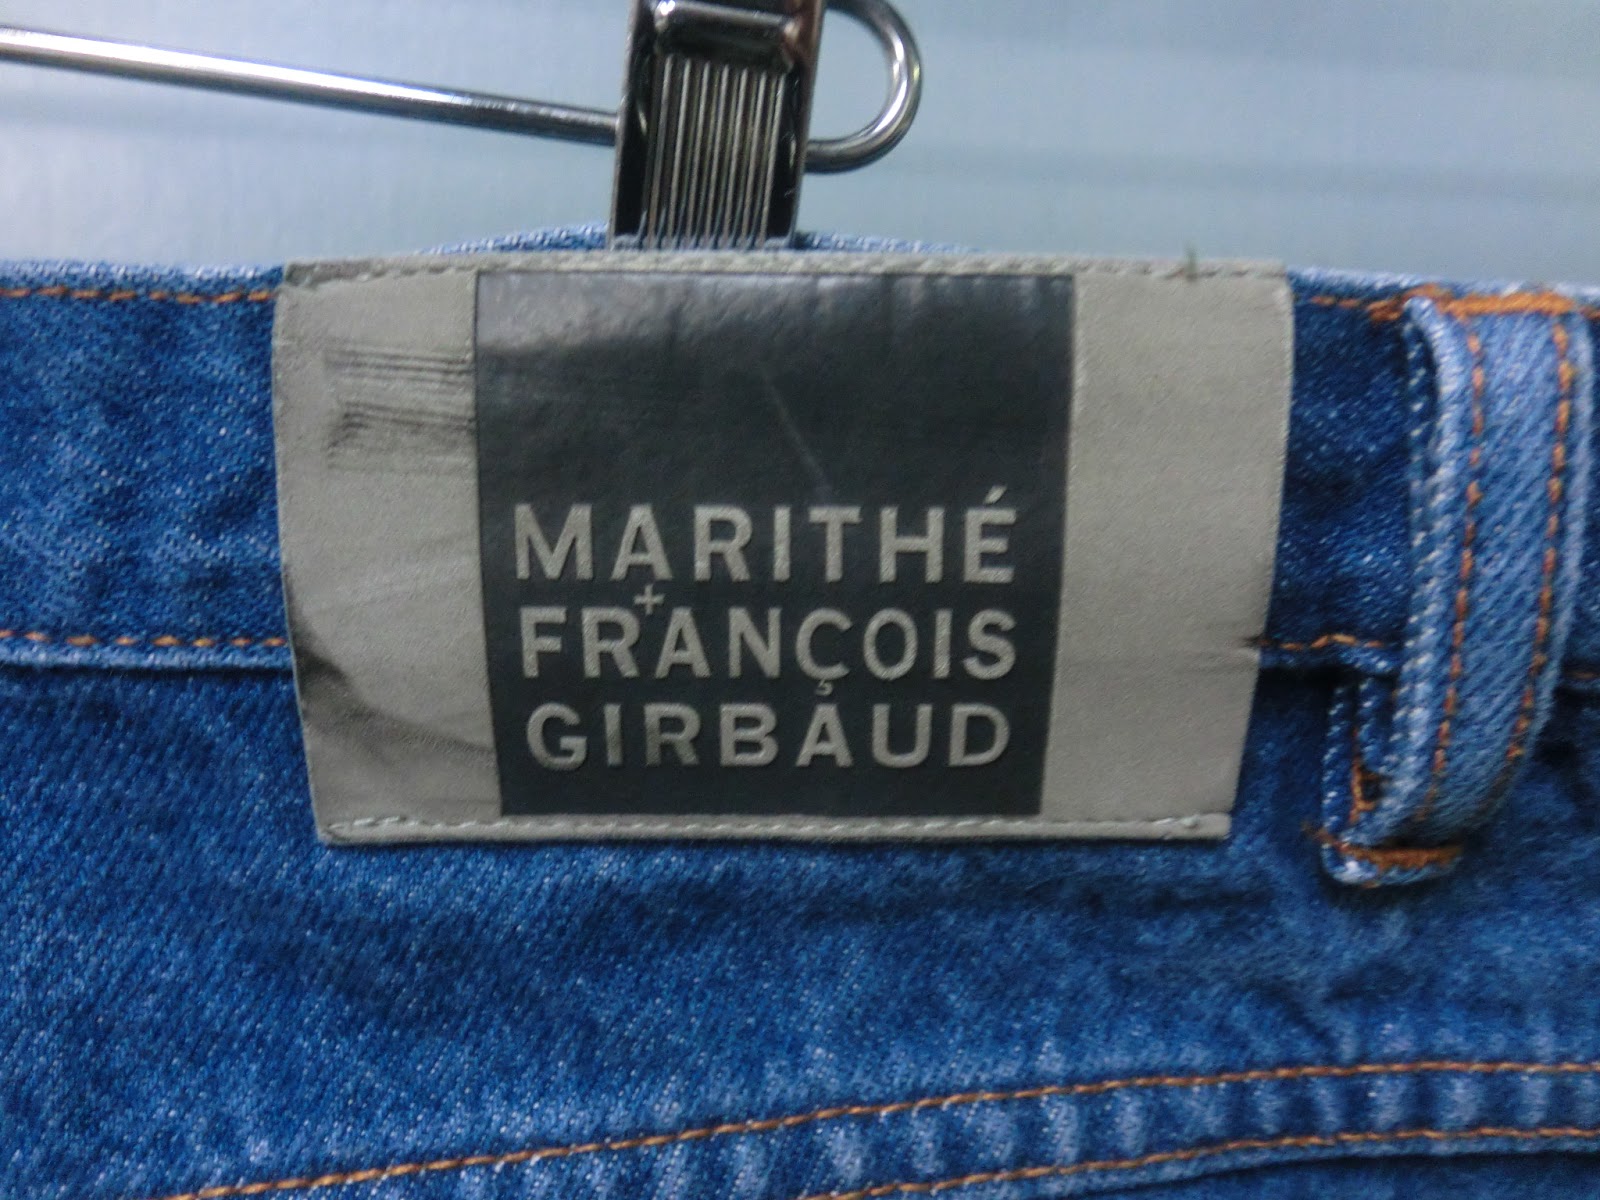 MARITHÉ
+
FRANÇOIS
GIRBAUD